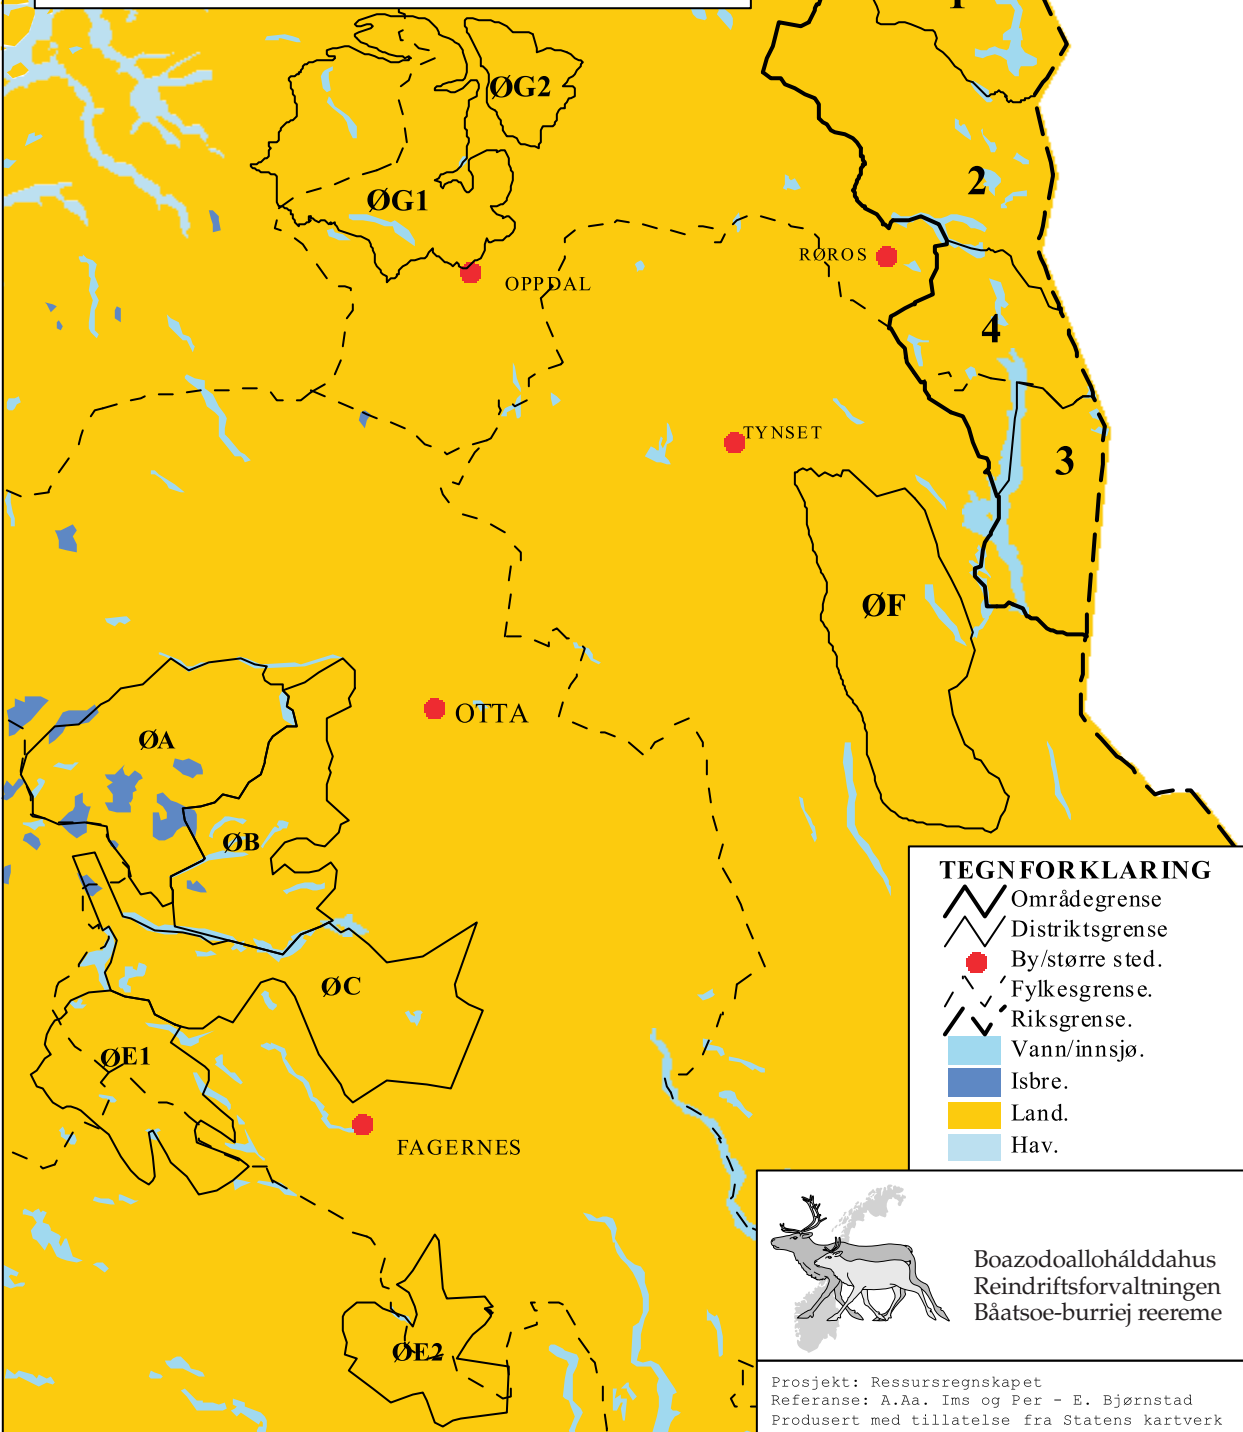 1
ØG2
2
ØG1
RØROS
OPPDAL
4
TYNSET
3
ØF
OTTA
ØA
ØB
TEGNFORKLARING
Områdegrense
Distriktsgrense
By/større sted.
Fylkesgrense.
Riksgrense.
Vann/innsjø.
Isbre.
Land.
Hav.
ØC
ØE1
FAGERNES
Boazodoallohálddahus
Reindriftsforvaltningen
Båatsoe-burriej reereme
ØE2
Prosjekt: Ressursregnskapet
Referanse: A.Aa. Ims og Per - E. Bjørnstad
Produsert med tillatelse fra Statens kartverk